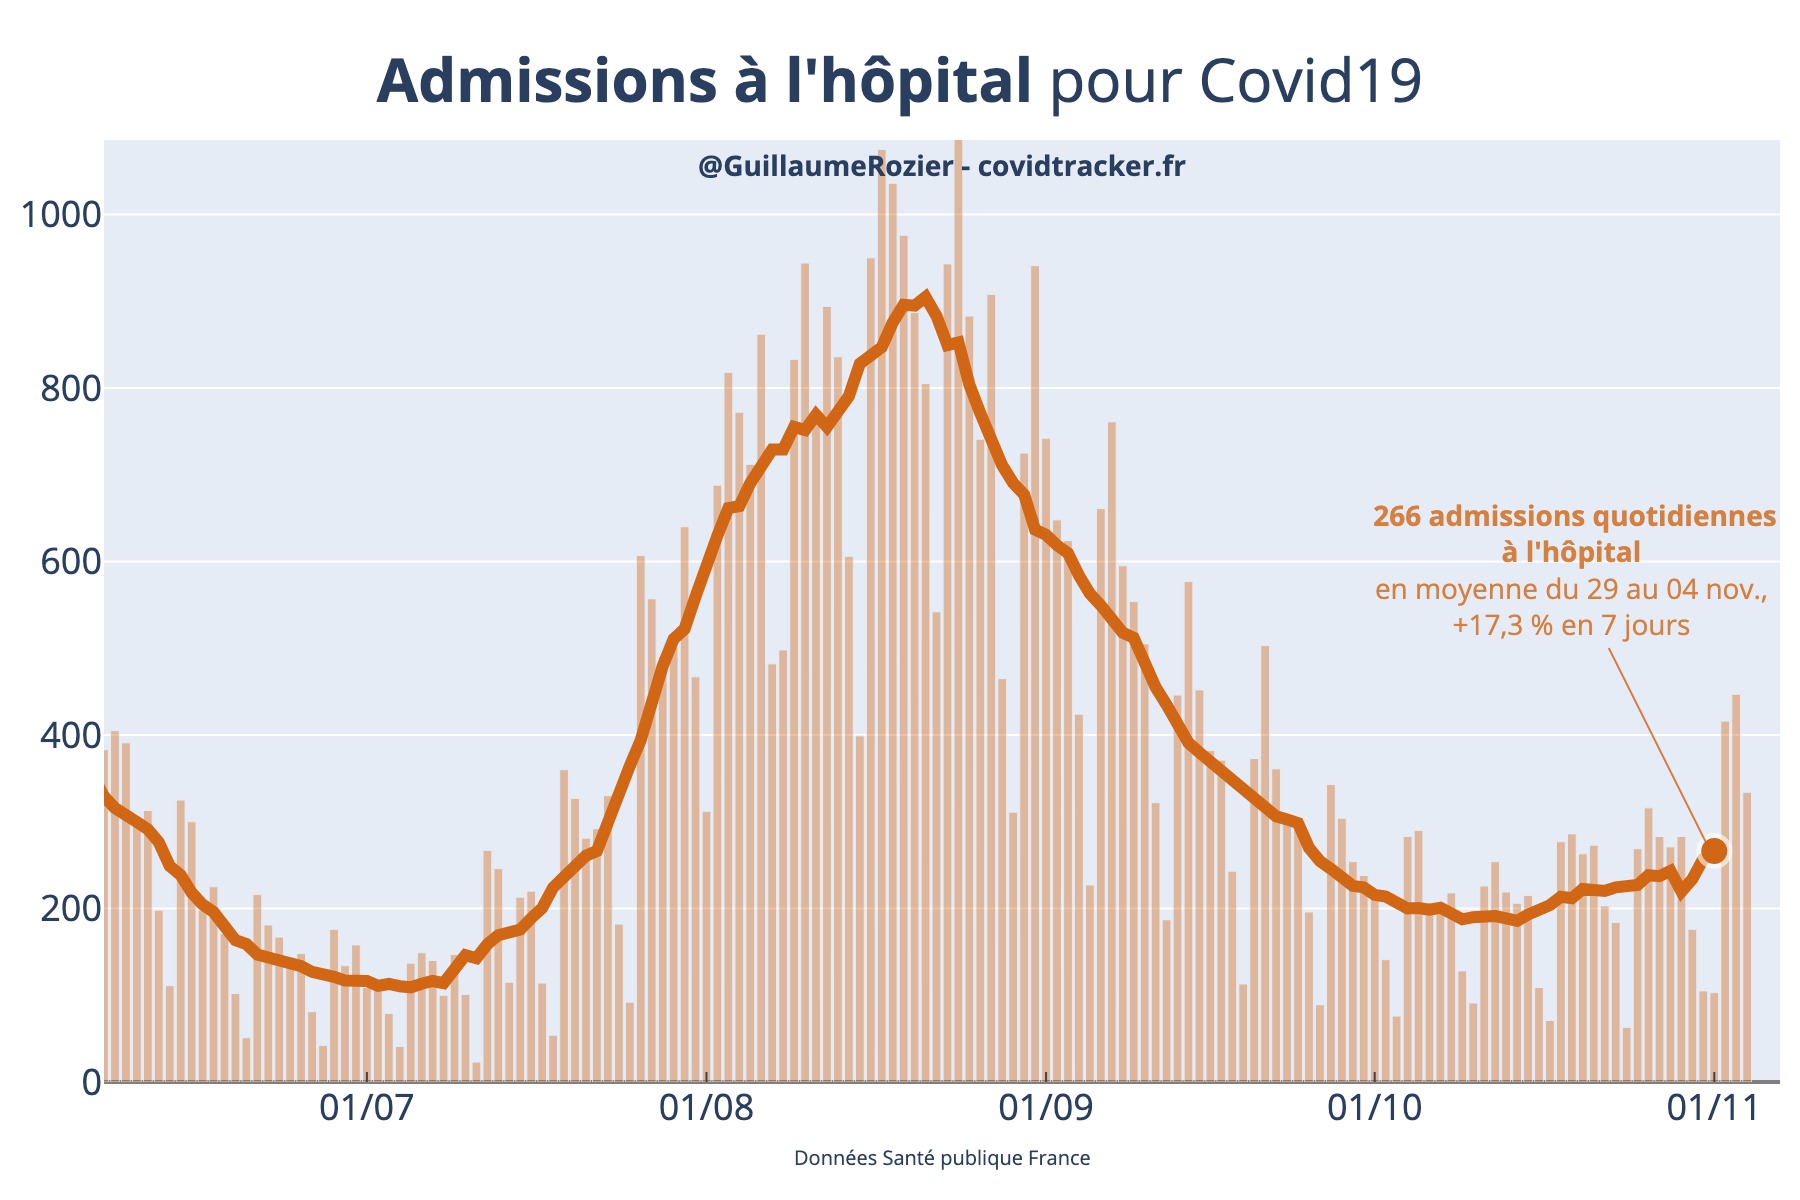 Admissions à l'hôpital pour Covid19
@GuillaumeRozier - covidtracker.fr
1000
800
600
400
200
0
266 admissions quotidiennes
à l'hôpital
en moyenne du 29 au 04 nov.,
+17,3 % en 7 jours
01/07
01/08
01/09
01/10
01/11
Données Santé publique France